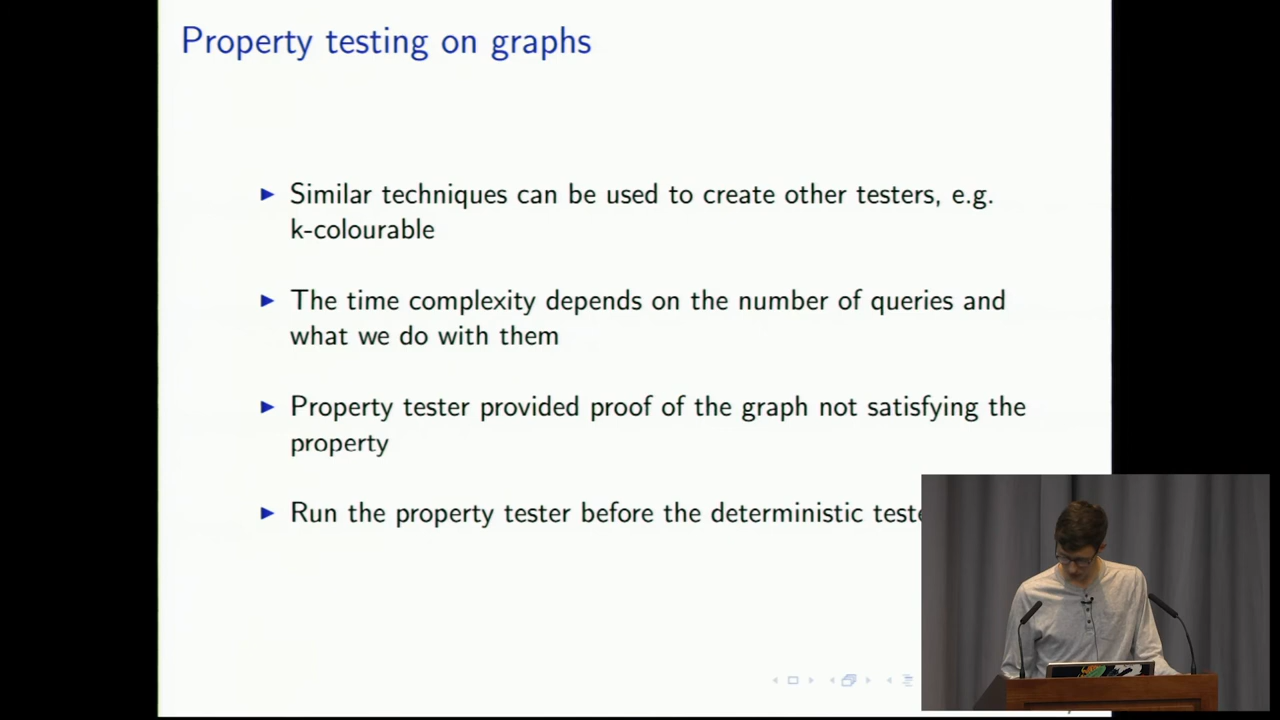 Property testing on graphs
Similar techniques can be used to create other testers, e.g.
k-colourable
The time complexity depends on the number of queries and
what we do with them
Property tester provided proof of the graph not satisfying the
property
Run the property tester before the deterministic